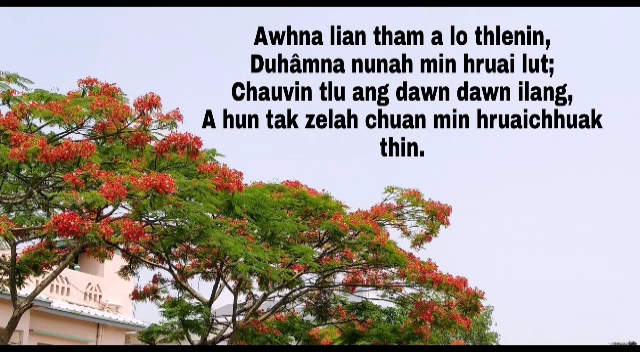 Awhna lian tham a lo thlenin,
Duhâmna nunah min hruai lut;
Chauvin tlu ang dawn dawn ilang,
A hun tak zelah chuan min hruaichhuak
thin.